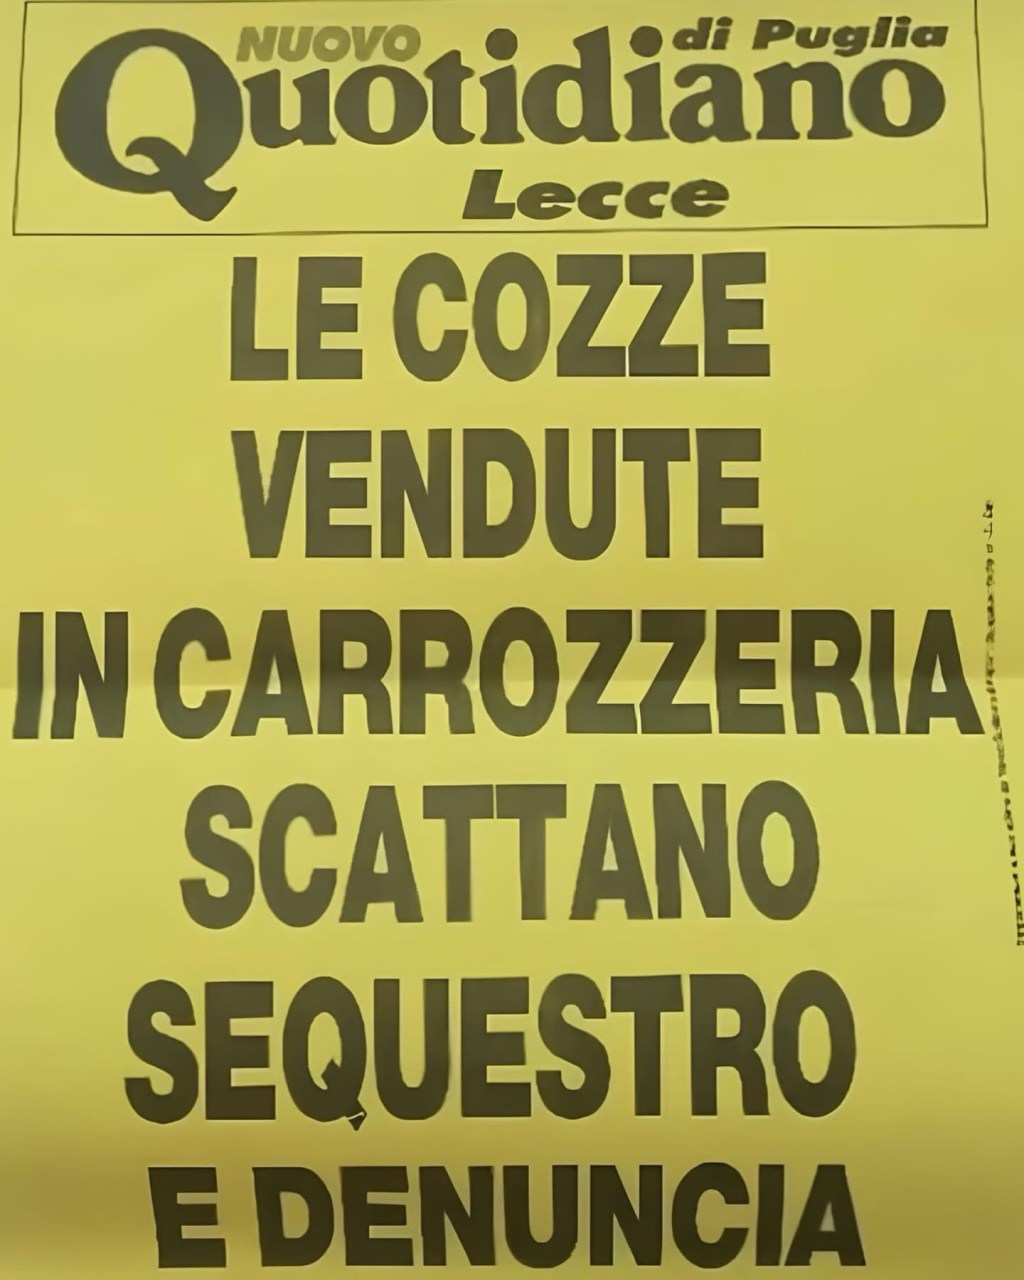 NUOVO
Quotidiano
di Puglia
Lecce
LE COZZE
VENDUTE
IN CARROZZERIA
SCATTANO
SEQUESTRO
E DENUNCIA